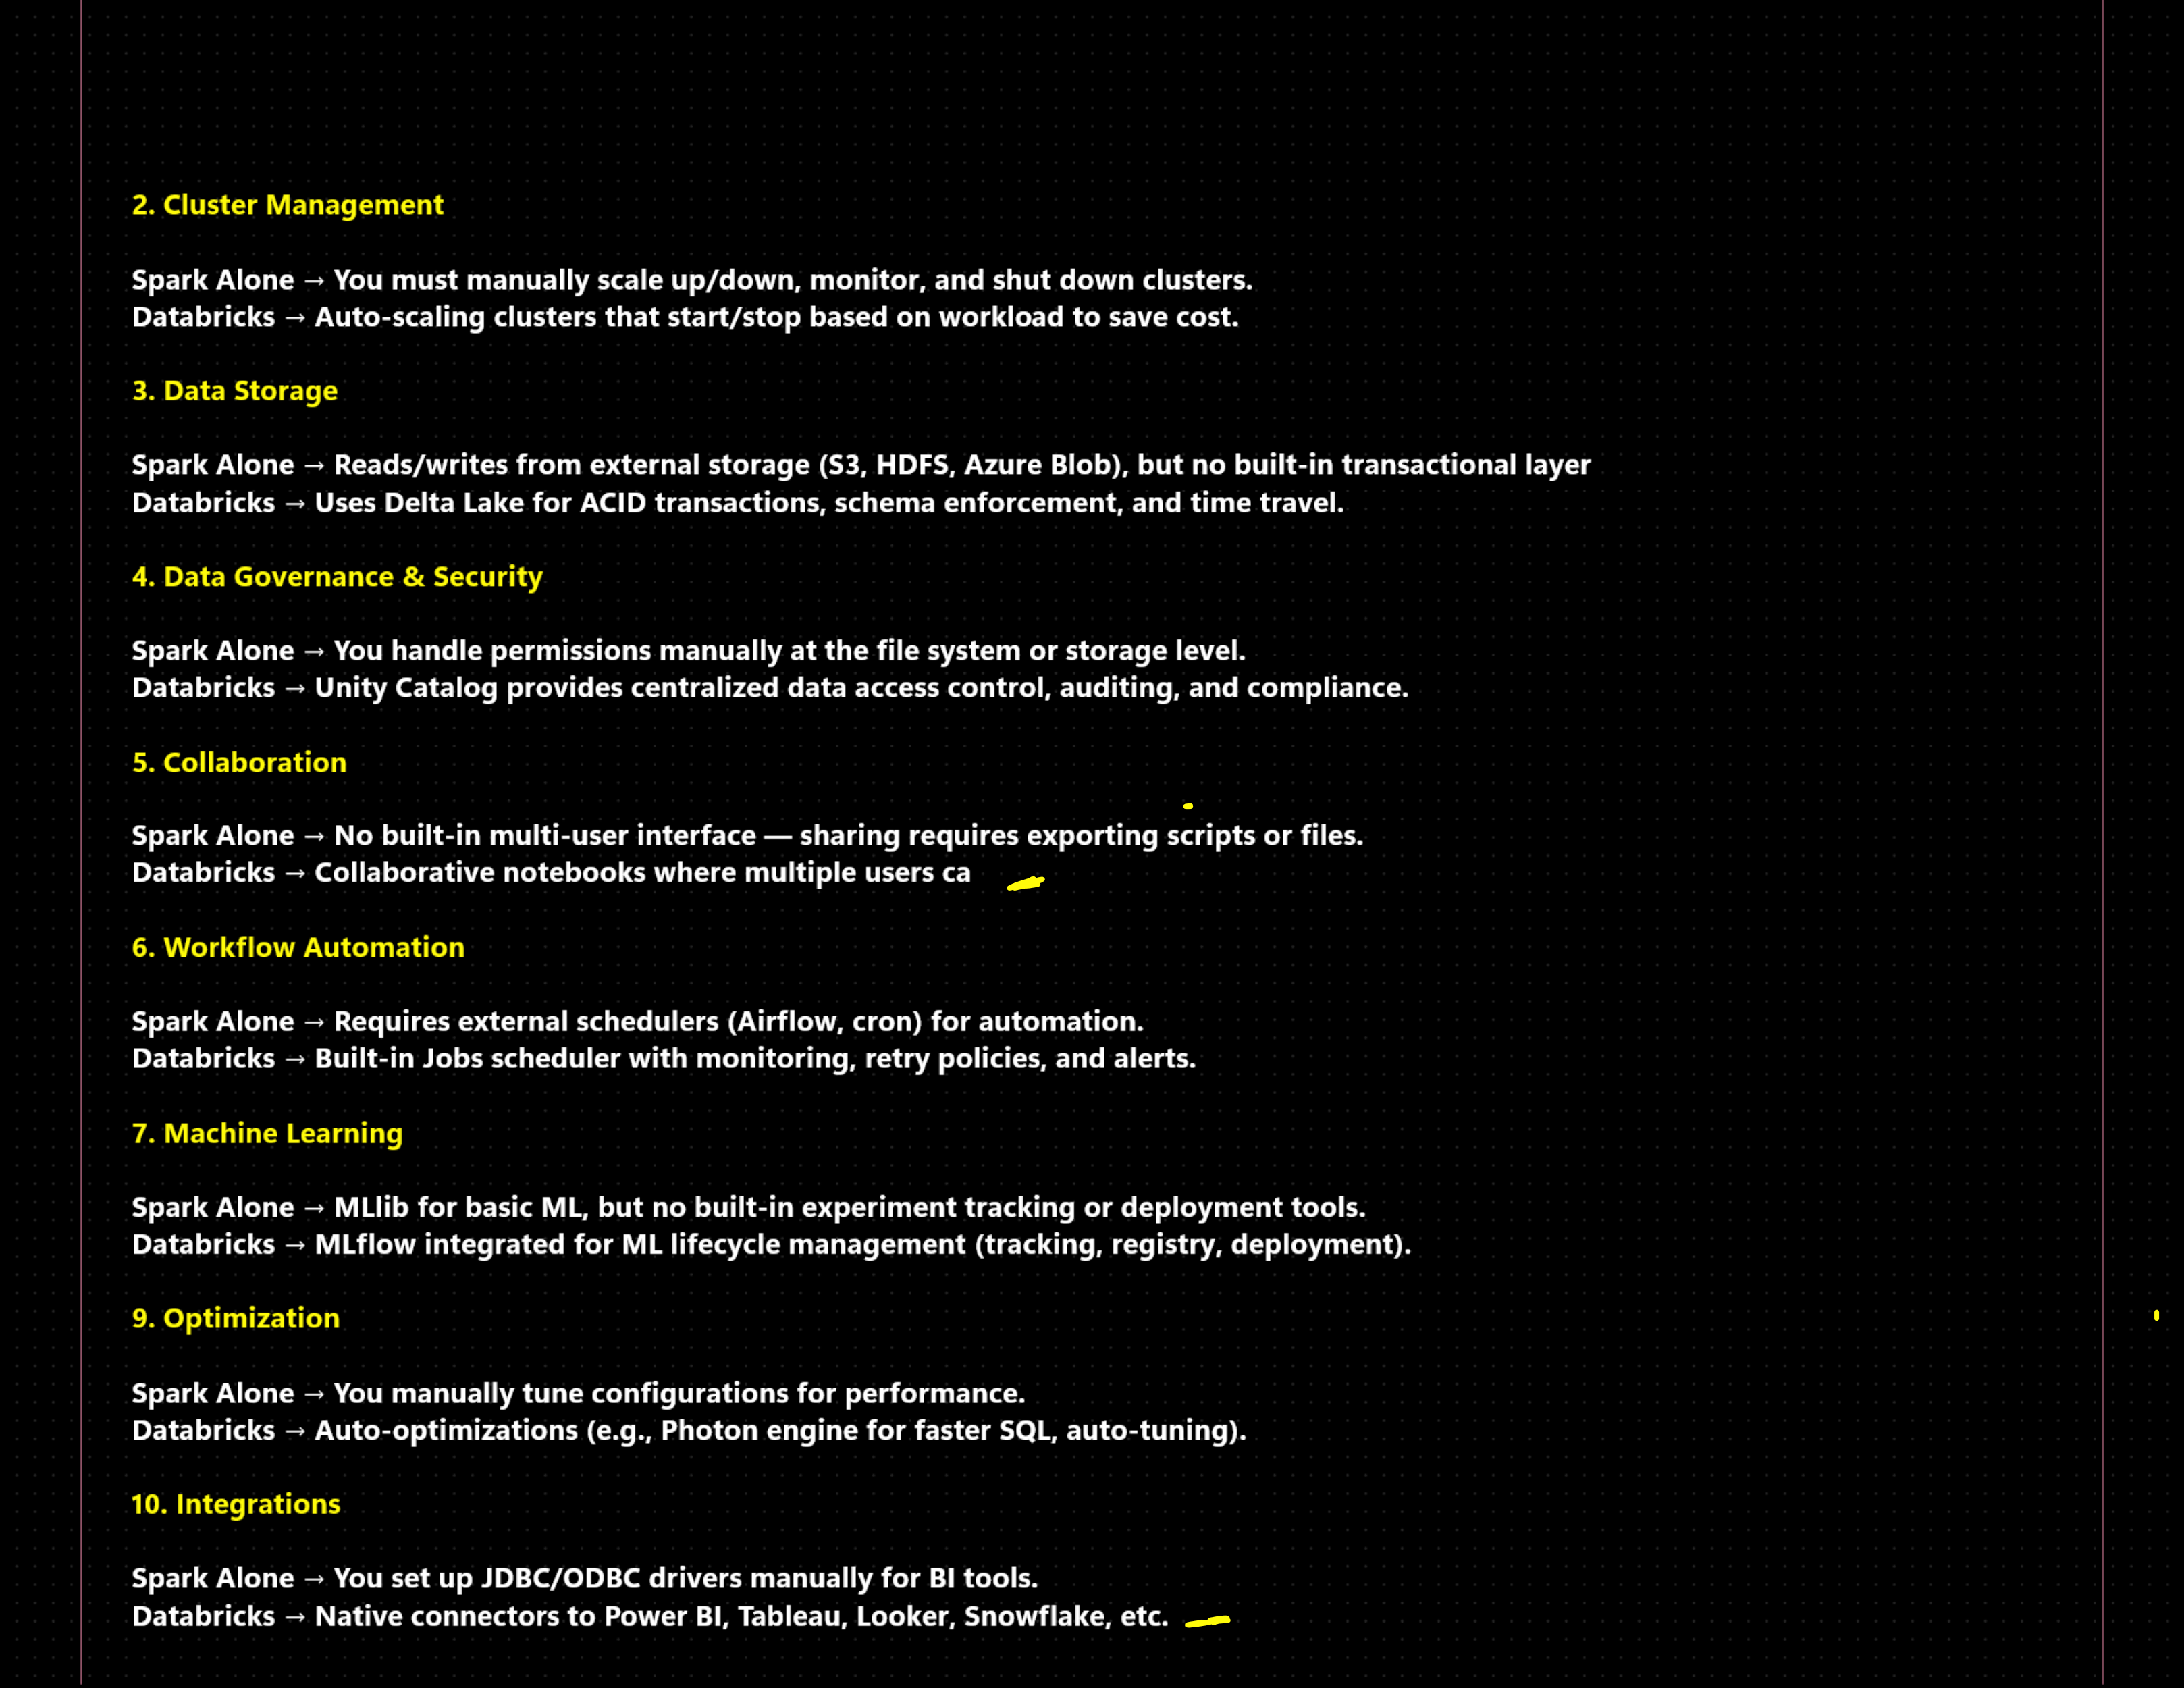 2. Cluster Management
Spark Alone → You must manually scale up/down, monitor, and shut down clusters.
Databricks → Auto-scaling clusters that start/stop based on workload to save cost.
3. Data Storage
Spark Alone → Reads/writes from external storage (S3, HDFS, Azure Blob), but no built-in transactional layer
Databricks → Uses Delta Lake for ACID transactions, schema enforcement, and time travel.
4. Data Governance & Security
Spark Alone → You handle permissions manually at the file system or storage level.
Databricks → Unity Catalog provides centralized data access control, auditing, and compliance.
5. Collaboration
Spark Alone → No built-in multi-user interface — sharing requires exporting scripts or files.
Databricks → Collaborative notebooks where multiple users ca
6. Workflow Automation
Spark Alone → Requires external schedulers (Airflow, cron) for automation.
Databricks → Built-in Jobs scheduler with monitoring, retry policies, and alerts.
7. Machine Learning
Spark Alone → MLlib for basic ML, but no built-in experiment tracking or deployment tools.
Databricks → MLflow integrated for ML lifecycle management (tracking, registry, deployment).
9. Optimization
Spark Alone → You manually tune configurations for performance.
Databricks → Auto-optimizations (e.g., Photon engine for faster SQL, auto-tuning).
10. Integrations
Spark Alone → You set up JDBC/ODBC drivers manually for BI tools.
Databricks → Native connectors to Power BI, Tableau, Looker, Snowflake, etc.